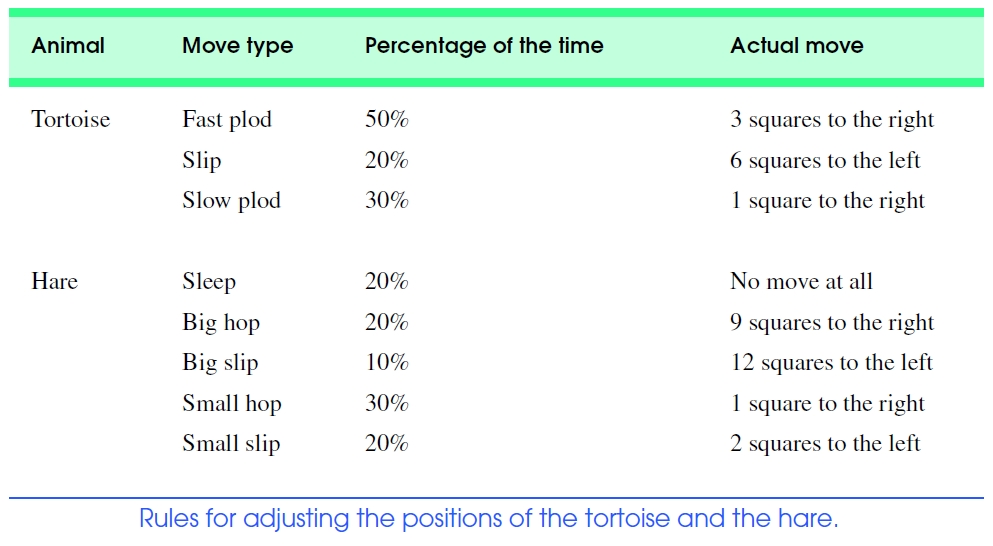 Animal Move type Percentage of the time Actual move
Tortoise Fast plod 50% 3 squares to the right
Slip 20% 6 squares to the left
Slow plod 30% 1 square to the right
Hare Sleep 20% No move at all
Big hop 20% 9 squares to the right
Big slip 10% 12 squares to the left
Small hop 30% 1 square to the right
Small slip 20% 2 squares to the left
Rules for adjusting the positions of the tortoise and the hare.